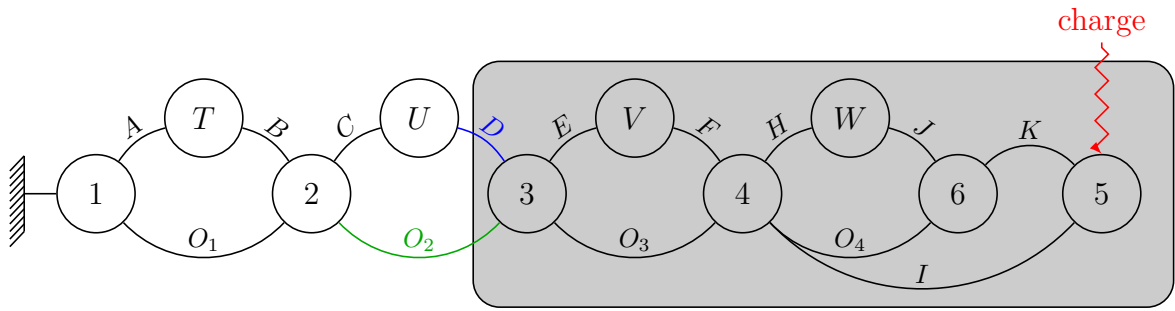 charge
A T B C U D E V F H W J K
1 2 3 4 6 5
O₁ O₂ O₃ O₄
I